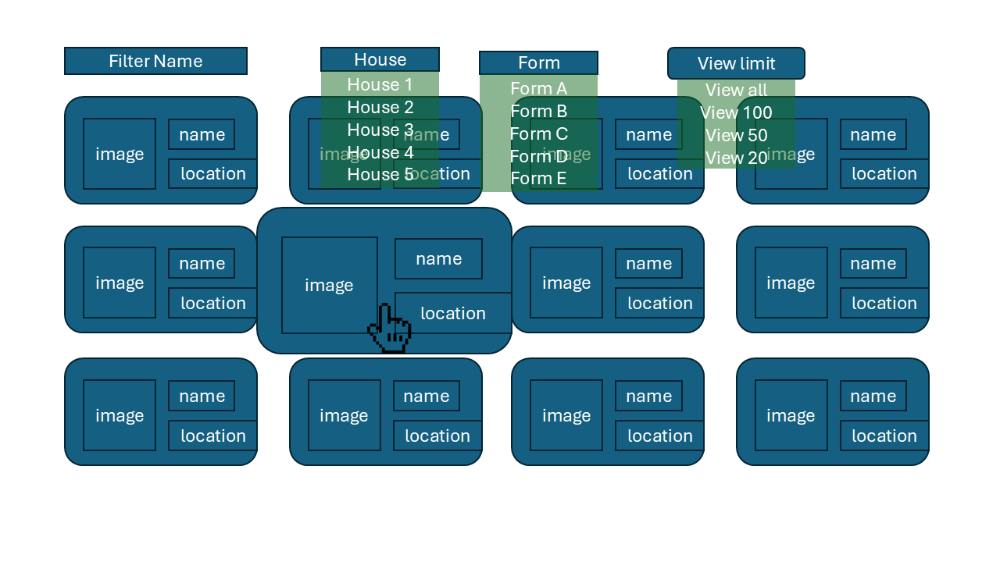 Filter Name
House
Form
View limit
House 1
House 2
House 3
House 4
House 5
Form A
Form B
Form C
Form D
Form E
View all
View 100
View 50
View 20
image
name
location
image
name
location
image
name
location
image
name
location
image
name
location
image
name
location
image
name
location
image
name
location
image
name
location
image
name
location
image
name
location
image
name
location